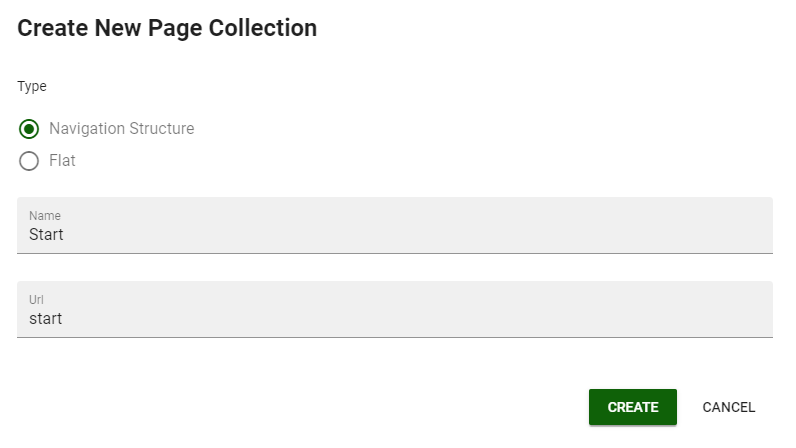 Create New Page Collection
Type
Navigation Structure
Flat
Name
Start
Url
start
CREATE CANCEL